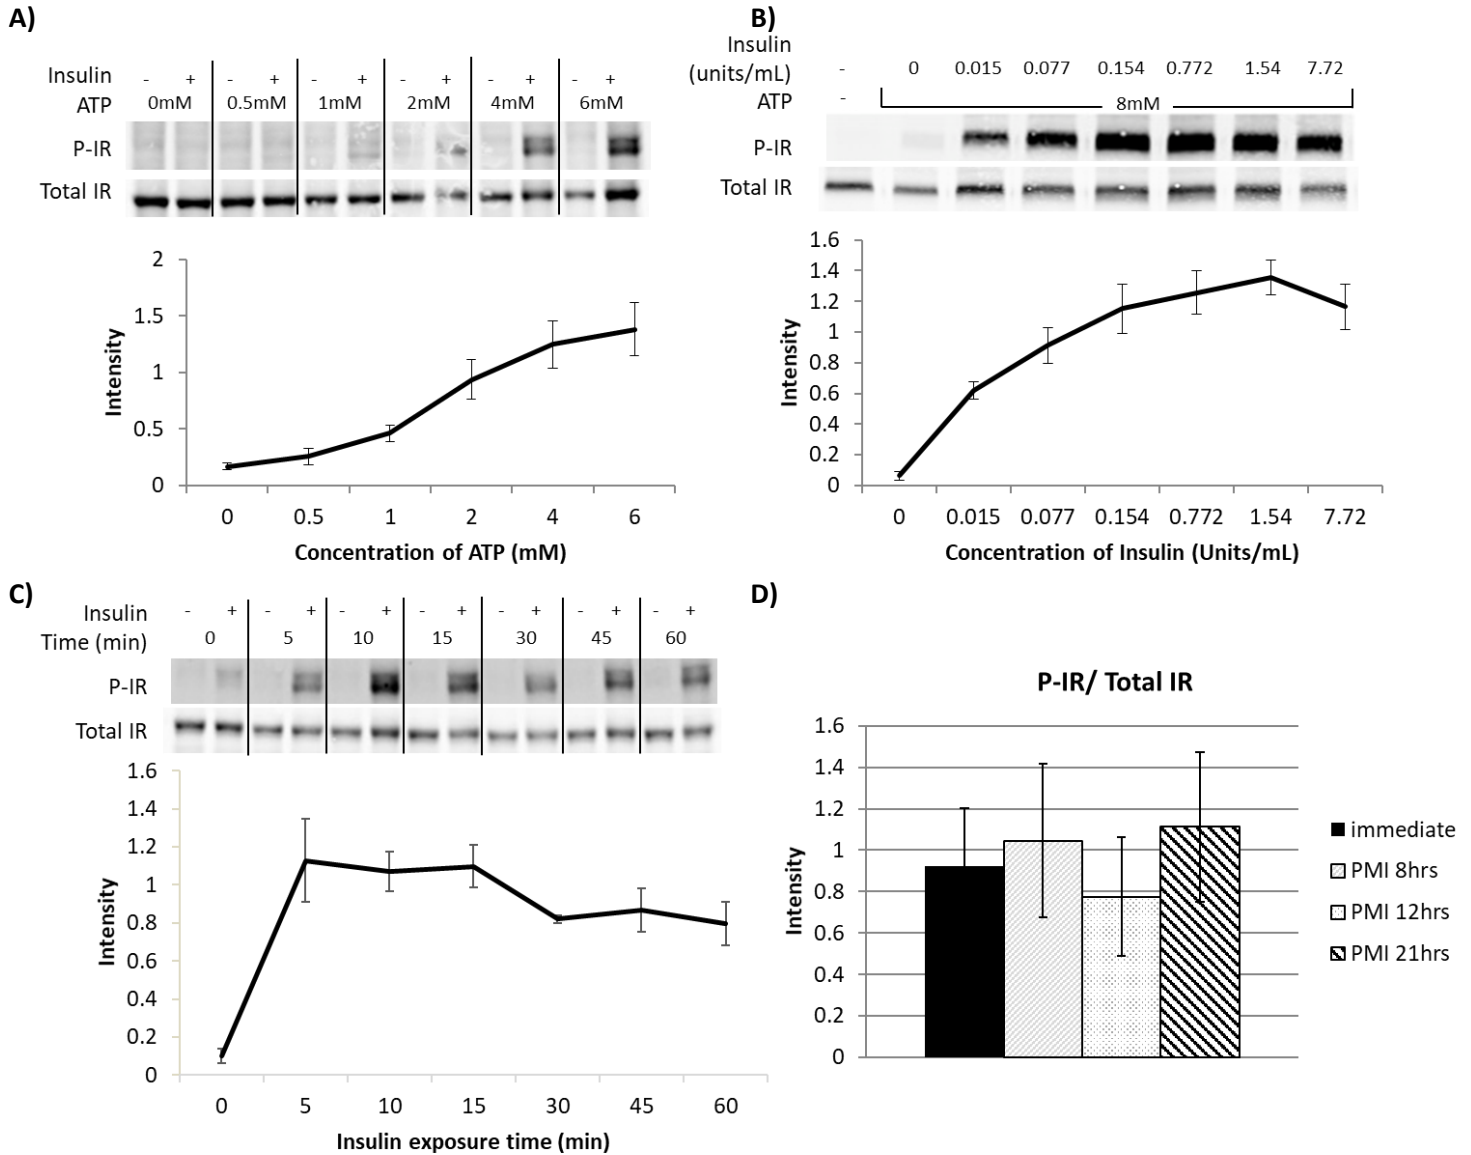 A)
Insulin - + - + - + - + - + - +
ATP 0mM 0.5mM 1mM 2mM 4mM 6mM
P-IR
Total IR
2
1.5
1
0.5
0
Intensity
0 0.5 1 2 4 6
Concentration of ATP (mM)
B)
Insulin
(units/mL) - 0 0.015 0.077 0.154 0.772 1.54 7.72
ATP - 8mM
P-IR
Total IR
1.6
1.4
1.2
1
0.8
0.6
0.4
0.2
0
Intensity
0 0.015 0.077 0.154 0.772 1.54 7.72
Concentration of Insulin (Units/mL)
C)
Insulin - + - + - + - + - + - + - +
Time (min) 0 5 10 15 30 45 60
P-IR
Total IR
1.6
1.4
1.2
1
0.8
0.6
0.4
0.2
0
Intensity
0 5 10 15 30 45 60
Insulin exposure time (min)
D)
P-IR/ Total IR
1.6
1.4
1.2
1
0.8
0.6
0.4
0.2
0
Intensity
immediate
PMI 8hrs
PMI 12hrs
PMI 21hrs